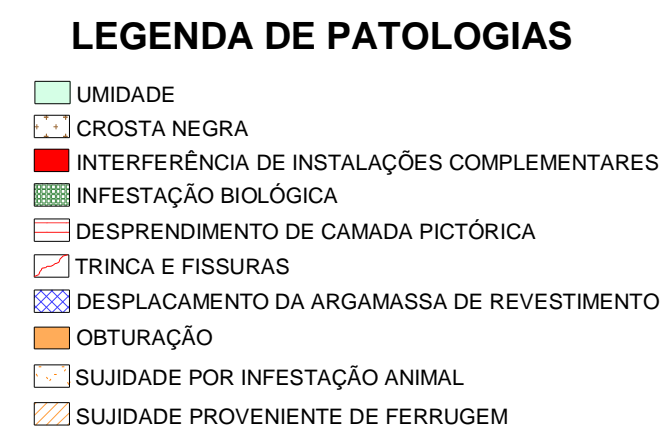 LEGENDA DE PATOLOGIAS
UMIDADE
CROSTA NEGRA
INTERFERÊNCIA DE INSTALAÇÕES COMPLEMENTARES
INFESTAÇÃO BIOLÓGICA
DESPRENDIMENTO DE CAMADA PICTÓRICA
TRINCA E FISSURAS
DESPLACAMENTO DA ARGAMASSA DE REVESTIMENTO
OBTURAÇÃO
SUJIDADE POR INFESTAÇÃO ANIMAL
SUJIDADE PROVENIENTE DE FERRUGEM